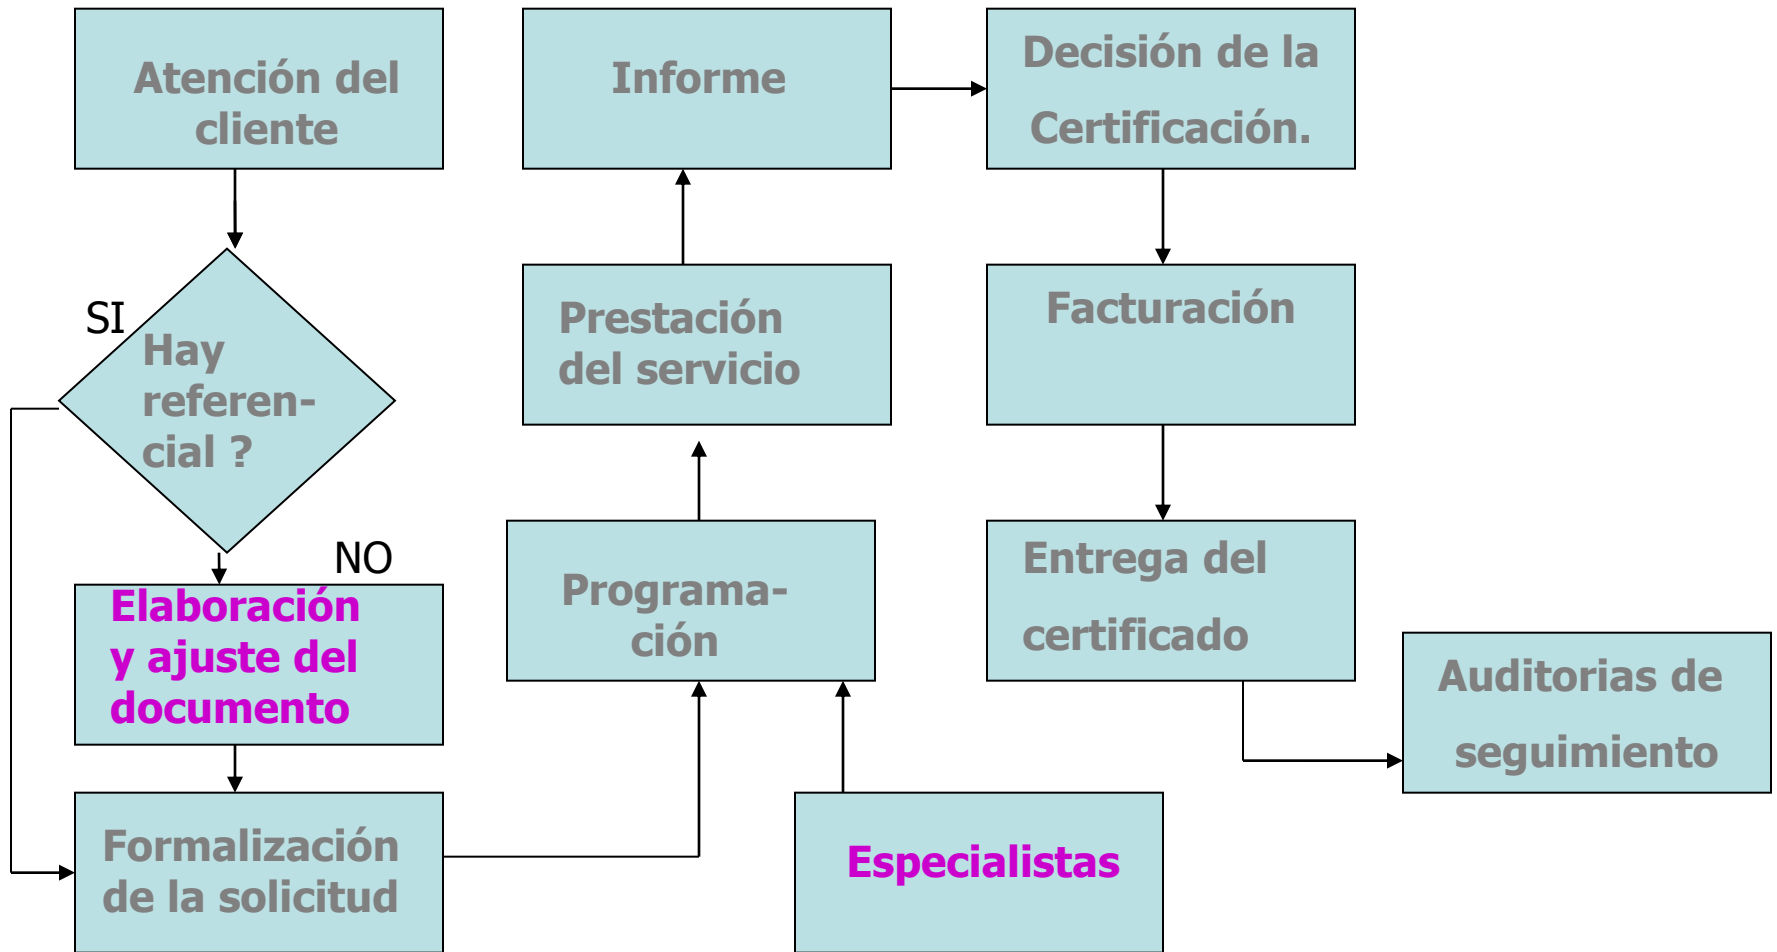 Atención del
cliente
SI
Hay
referen-
cial ?
NO
Elaboración
y ajuste del
documento
Formalización
de la solicitud
Informe
Prestación
del servicio
Programa-
ción
Especialistas
Decisión de la
Certificación.
Facturación
Entrega del
certificado
Auditorias de
seguimiento